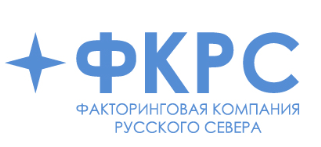 ФКРС
ФАКТОРИНГОВАЯ КОМПАНИЯ
РУССКОГО СЕВЕРА